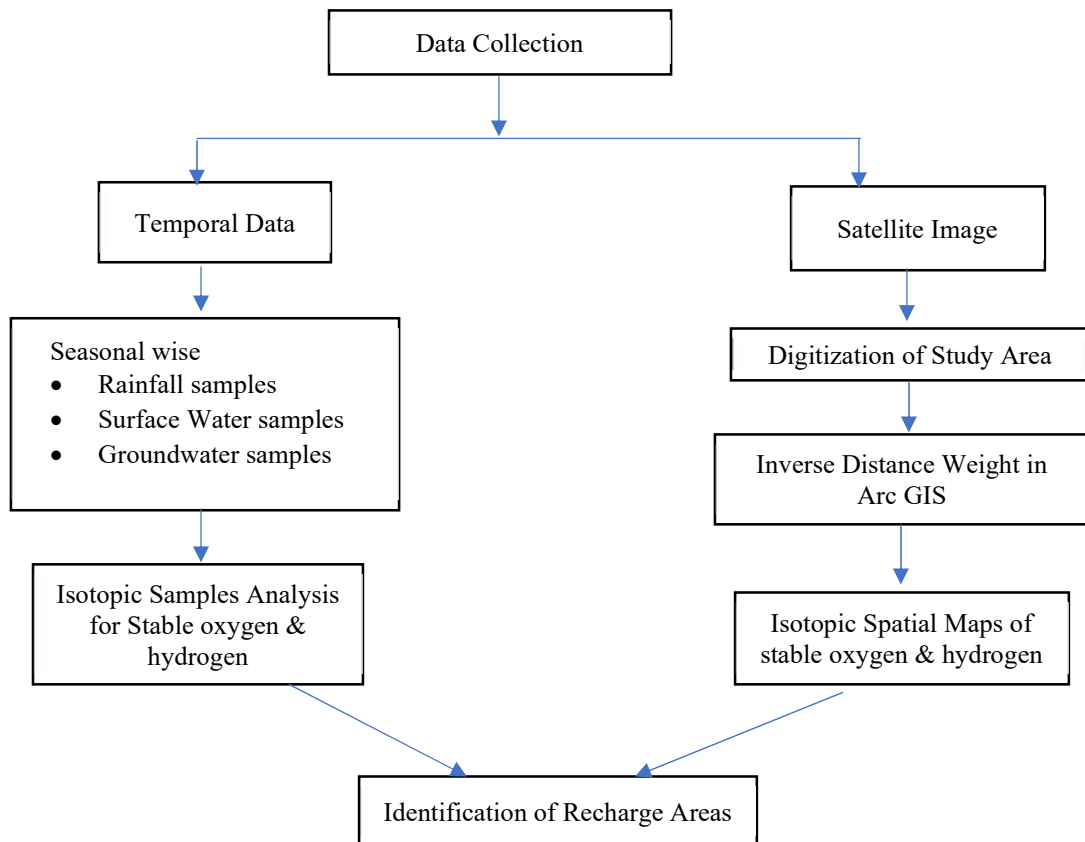 Data Collection
Temporal Data
Satellite Image
Seasonal wise
• Rainfall samples
• Surface Water samples
• Groundwater samples
Digitization of Study Area
Inverse Distance Weight in
Arc GIS
Isotopic Samples Analysis
for Stable oxygen &
hydrogen
Isotopic Spatial Maps of
stable oxygen & hydrogen
Identification of Recharge Areas